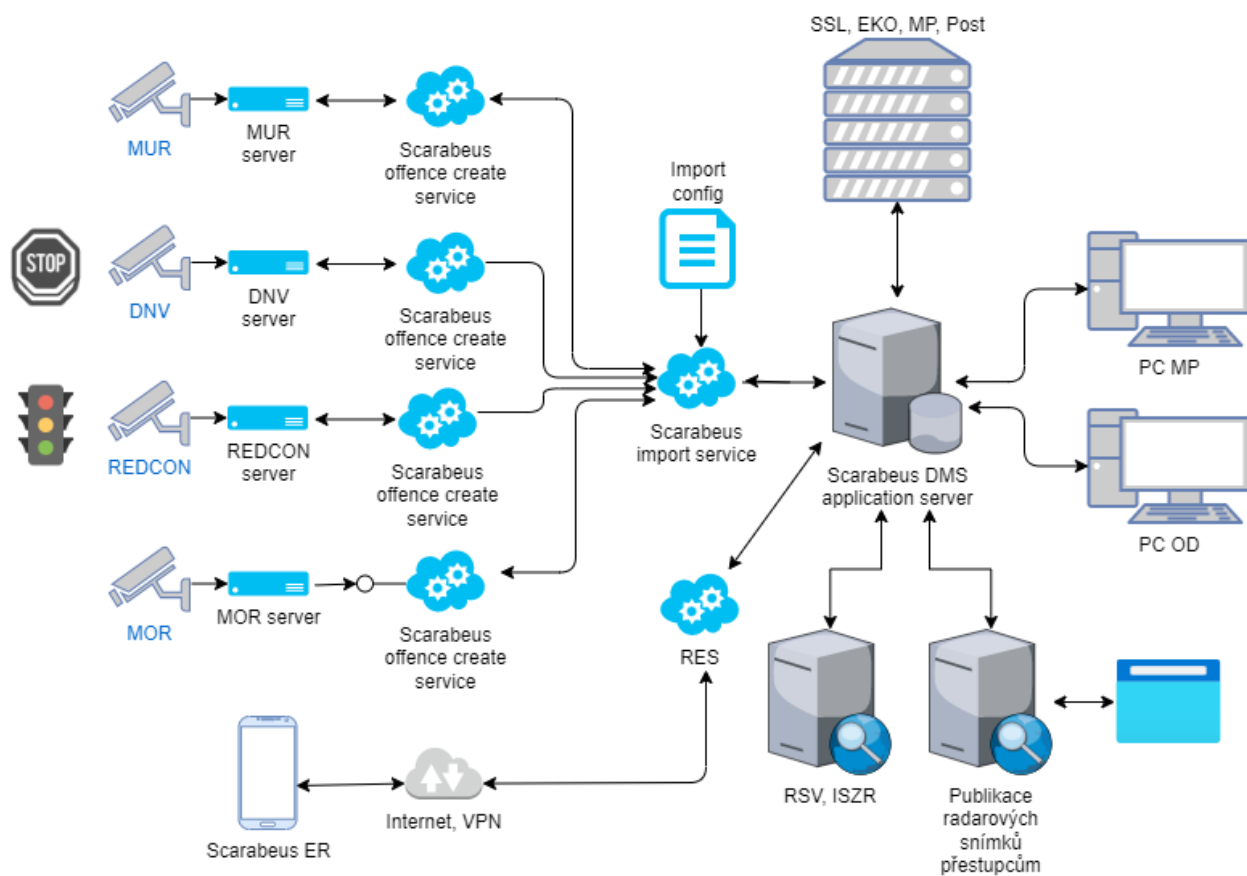 SSL, EKO, MP, Post
MUR
MUR
server
Scarabeus
offence create
service
Import
config
STOP
DNV
DNV
server
Scarabeus
offence create
service
PC MP
REDCON
REDCON
server
Scarabeus
offence create
service
Scarabeus
import service
Scarabeus DMS
application server
PC OD
MOR
MOR server
Scarabeus
offence create
service
RES
Scarabeus ER
Internet, VPN
RSV, ISZR
Publikace
radarových
snímků
přestupcům